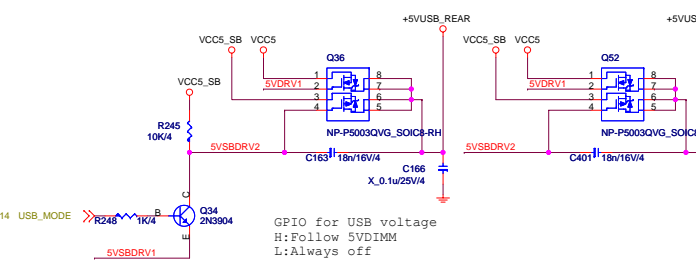 +5VUSB_REAR
+5VUS
VCC5_SB
VCC5
VCC5_SB
VCC5
Q36
Q52
VCC5_SB
1
2
3
4
8
7
6
5
5VDRV1
1
2
3
4
8
7
6
5
5VDRV1
R245
10K/4
NP-P5003QVG_SOIC8-RH
NP-P5003QVG_SOIC8
5VSBDRV2
5VSBDRV2
C163
18n/16V/4
C401
18n/16V/4
C166
X_0.1u/25V/4
C
14 USB_MODE
R248
1K/4
B
Q34
2N3904
E
5VSBDRV1
GPIO for USB voltage
H:Follow 5VDIMM
L:Always off